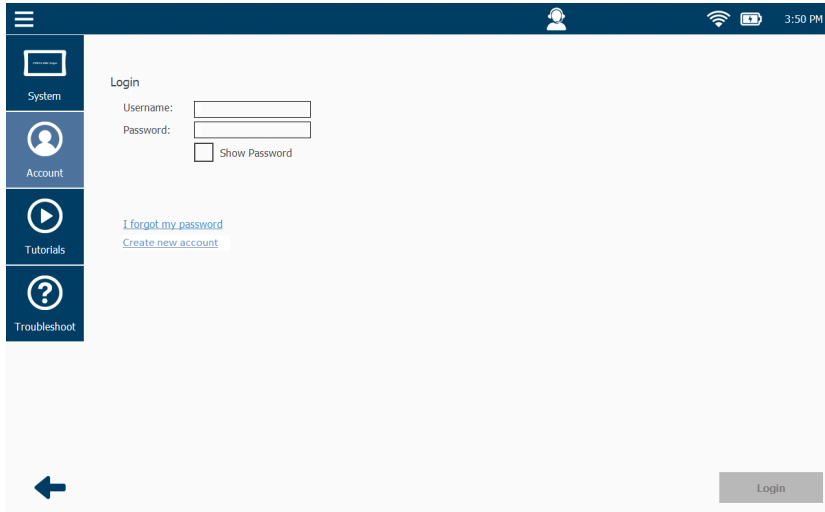 3:50 PM
System
Account
Tutorials
Troubleshoot
Login
Username:
Password:
Show Password
I forgot my password
Create new account
Login